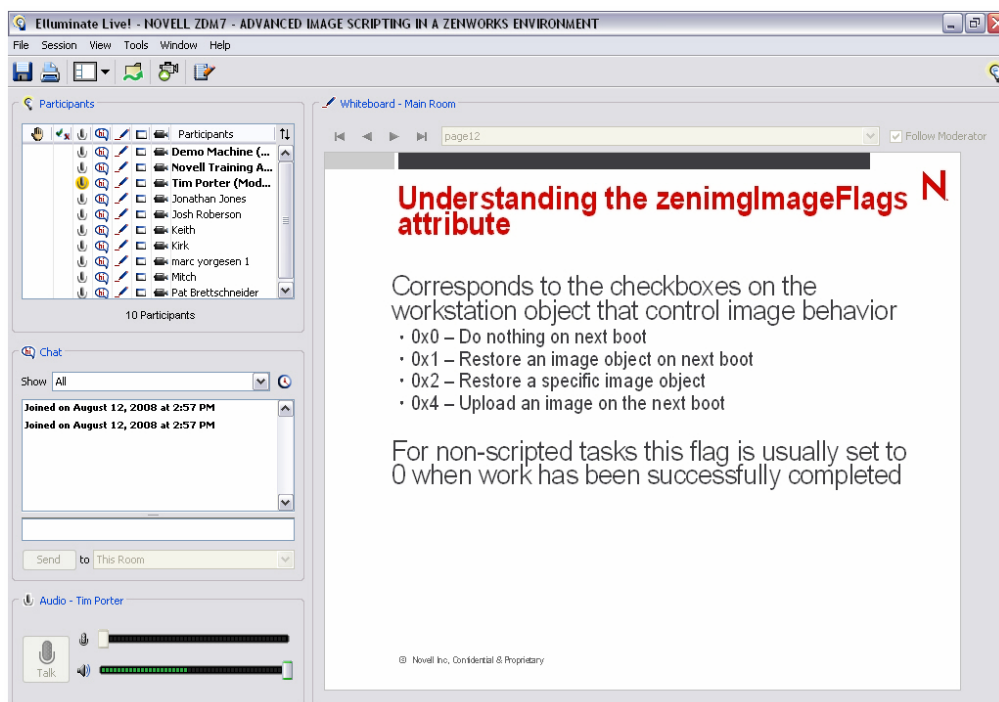 Elluminate Live! - NOVELL ZDM7 - ADVANCED IMAGE SCRIPTING IN A ZENWORKS ENVIRONMENT
File Session View Tools Window Help
Participants
Participants
Demo Machine (...
Novell Training A...
Tim Porter (Mod...
Jonathan Jones
Josh Roberson
Keith
Kirk
marc yorgesen 1
Mitch
Pat Brettschneider
10 Participants
Chat
Show All
Joined on August 12, 2008 at 2:57 PM
Joined on August 12, 2008 at 2:57 PM
Send to This Room
Audio - Tim Porter
Talk
Whiteboard - Main Room
page12
Follow Moderator
N
Understanding the zenimgImageFlags
attribute
Corresponds to the checkboxes on the
workstation object that control image behavior
• 0x0 – Do nothing on next boot
• 0x1 – Restore an image object on next boot
• 0x2 – Restore a specific image object
• 0x4 – Upload an image on the next boot
For non-scripted tasks this flag is usually set to
0 when work has been successfully completed
© Novell Inc, Confidential & Proprietary